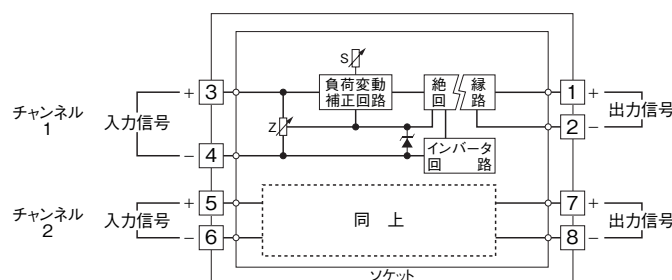 S
3
+
負荷変動
補正回路
絶縁
回路
1
+
チャンネル
1
入力信号
Z
2
−
出力信号
−
4
インバータ
回路
5
+
7
+
チャンネル
2
入力信号
同上
出力信号
−
6
8
−
ソケット